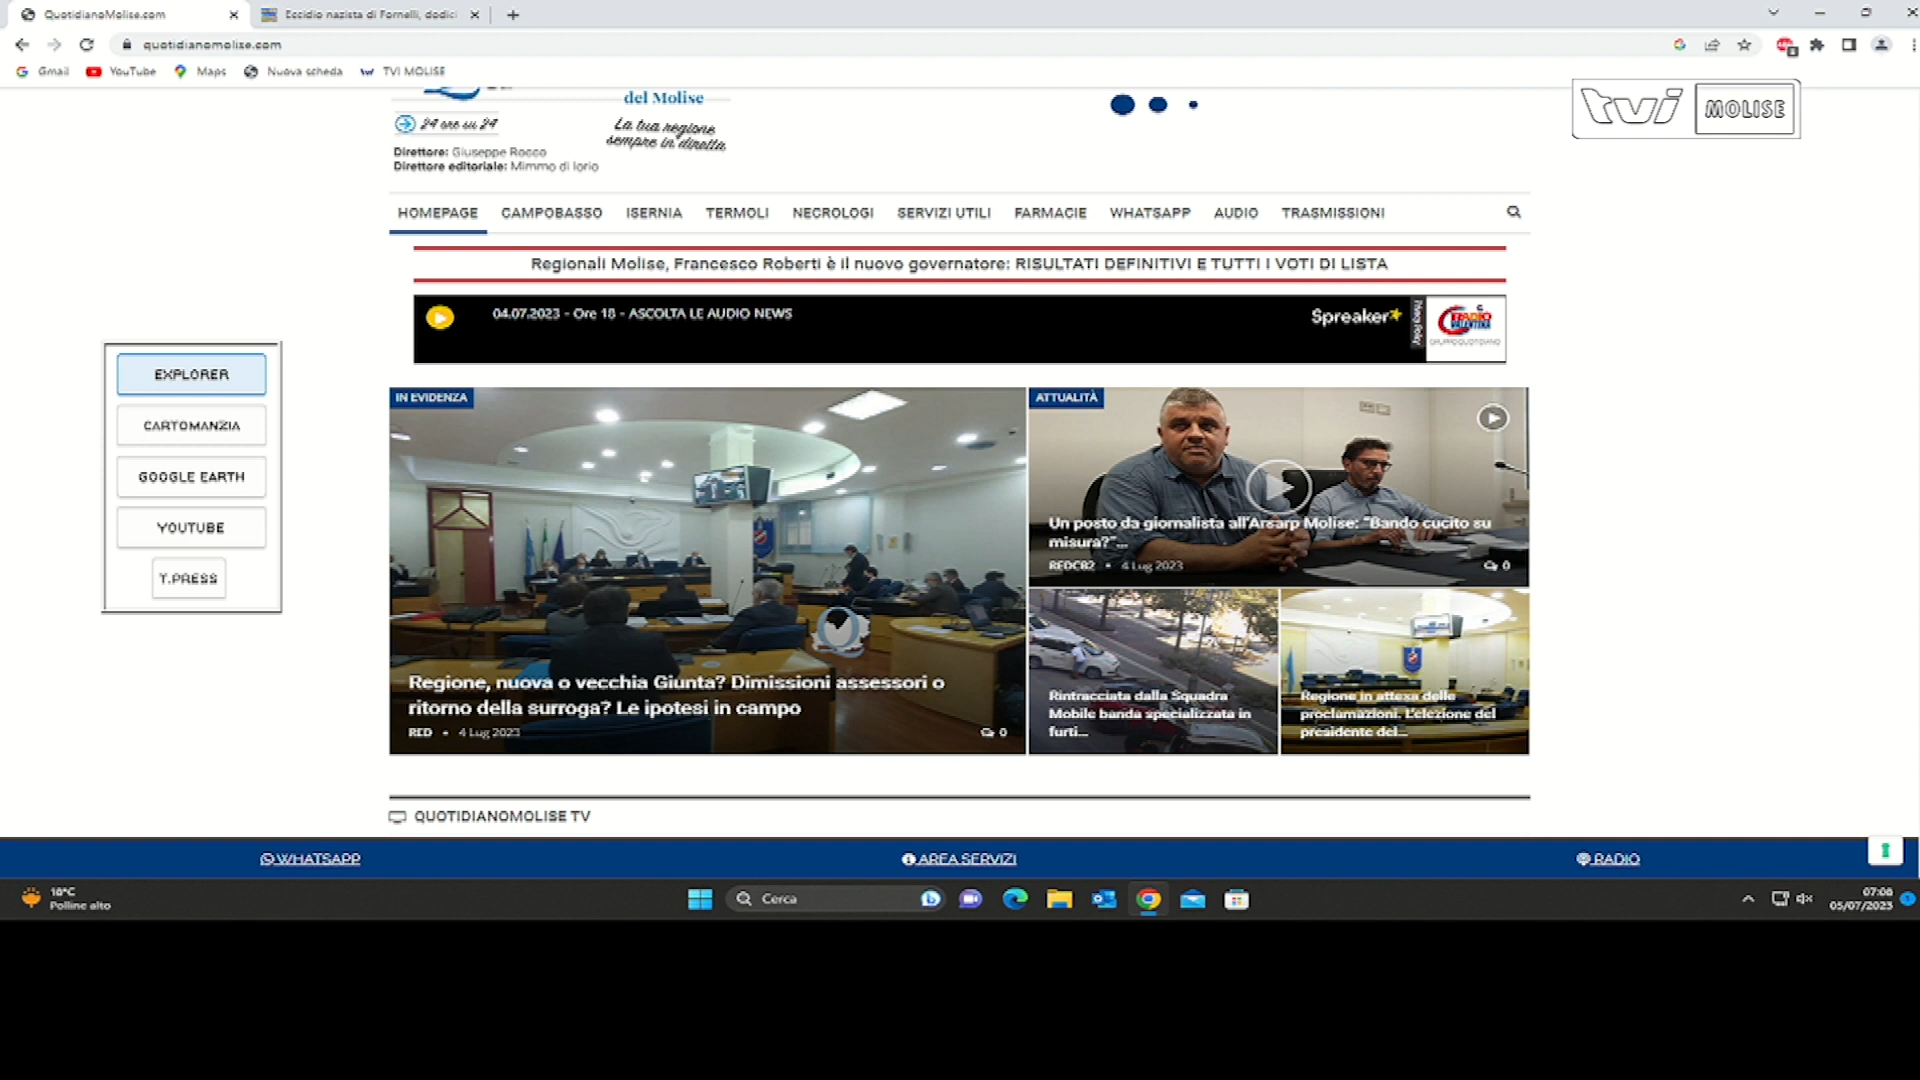 QuotidianoMolise.com
Eccidio nazista di Fornelli, dodici
quotidianomolise.com
Gmail
YouTube
Maps
Nuova scheda
TVI MOLISE
tvi MOLISE
del Molise
24 ore su 24
La tua regione
sempre in diretta
Direttore: Giuseppe Rocco
Direttore editoriale: Mimmo di Iorio
HOMEPAGE CAMPOBASSO ISERNIA TERMOLI NECROLOGI SERVIZI UTILI FARMACIE WHATSAPP AUDIO TRASMISSIONI
Regionali Molise, Francesco Roberti è il nuovo governatore: RISULTATI DEFINITIVI E TUTTI I VOTI DI LISTA
04.07.2023 - Ore 18 - ASCOLTA LE AUDIO NEWS
Spreaker
Privacy Policy
RADIO
VALENTINA
GRUPPOQUOTIDIANO
EXPLORER
CARTOMANZIA
GOOGLE EARTH
YOUTUBE
T.PRESS
IN EVIDENZA
Regione, nuova o vecchia Giunta? Dimissioni assessori o
ritorno della surroga? Le ipotesi in campo
RED • 4 Lug 2023
0
ATTUALITÀ
Un posto da giornalista all'Arsarp Molise: "Bando cucito su
misura?"...
REDCB2 • 4 Lug 2023
0
Rintracciata dalla Squadra
Mobile banda specializzata in
furti...
Regione in attesa delle
proclamazioni. L'elezione del
presidente del...
QUOTIDIANOMOLISE TV
WHATSAPP
AREA SERVIZI
RADIO
18°C
Polline alto
Cerca
07:08
05/07/2023